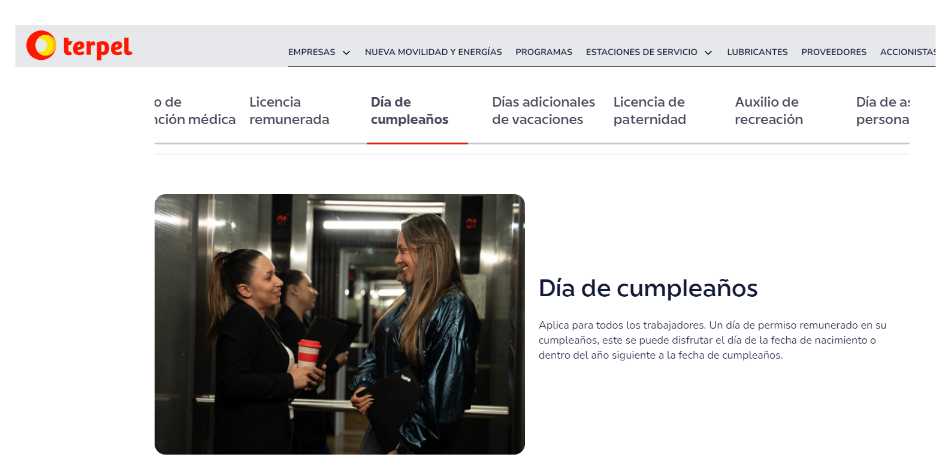 terpel
EMPRESAS NUEVA MOVILIDAD Y ENERGÍAS PROGRAMAS ESTACIONES DE SERVICIO LUBRICANTES PROVEEDORES ACCIONISTAS
o de
nción médica
Licencia
remunerada
Día de
cumpleaños
Días adicionales
de vacaciones
Licencia de
paternidad
Auxilio de
recreación
Día de as
persona
Día de cumpleaños
Aplica para todos los trabajadores. Un día de permiso remunerado en su
cumpleaños, este se puede disfrutar el día de la fecha de nacimiento o
dentro del año siguiente a la fecha de cumpleaños.